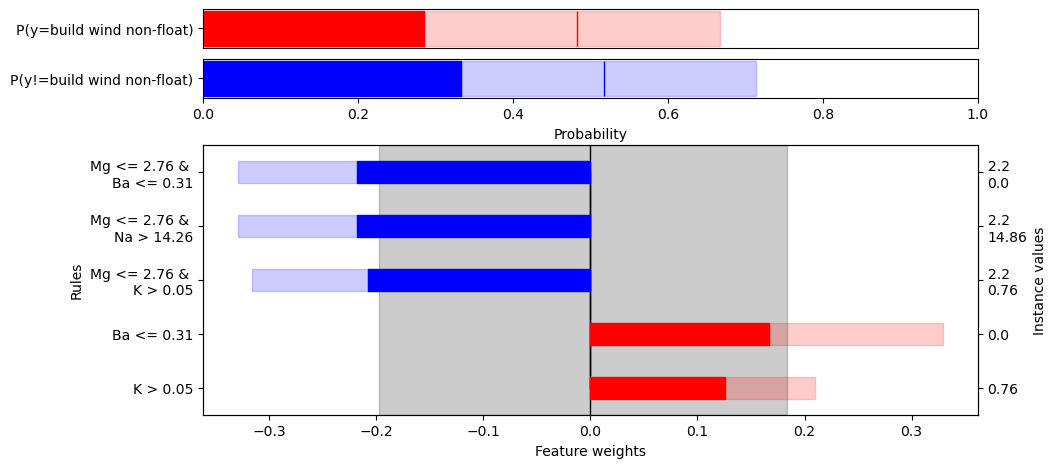 P(y=build wind non-float)
P(y!=build wind non-float)
0.0 0.2 0.4 0.6 0.8 1.0
Probability
Rules
Mg <= 2.76 &
Ba <= 0.31
Mg <= 2.76 &
Na > 14.26
Mg <= 2.76 &
K > 0.05
Ba <= 0.31
K > 0.05
2.2
0.0
2.2
14.86
2.2
0.76
0.0
0.76
Instance values
−0.3 −0.2 −0.1 0.0 0.1 0.2 0.3
Feature weights